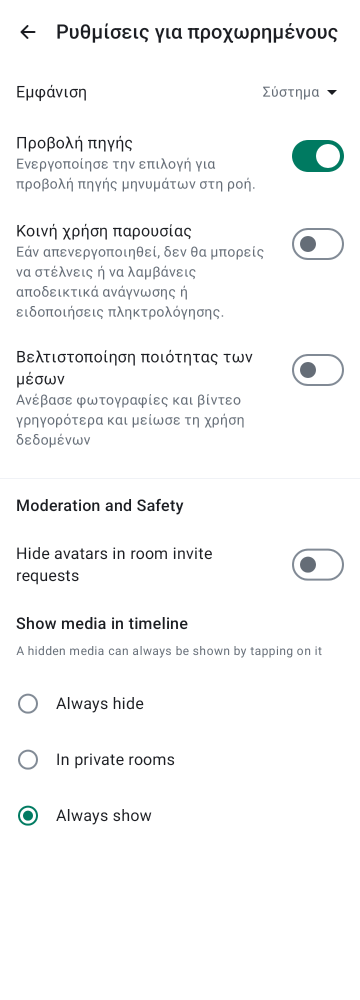 Ρυθμίσεις για προχωρημένους
Εμφάνιση
Σύστημα
Προβολή πηγής
Ενεργοποίησε την επιλογή για
προβολή πηγής μηνυμάτων στη ροή.
Κοινή χρήση παρουσίας
Εάν απενεργοποιηθεί, δεν θα μπορείς
να στέλνεις ή να λαμβάνεις
αποδεικτικά ανάγνωσης ή
ειδοποιήσεις πληκτρολόγησης.
Βελτιστοποίηση ποιότητας των
μέσων
Ανέβασε φωτογραφίες και βίντεο
γρηγορότερα και μείωσε τη χρήση
δεδομένων
Moderation and Safety
Hide avatars in room invite
requests
Show media in timeline
A hidden media can always be shown by tapping on it
Always hide
In private rooms
Always show